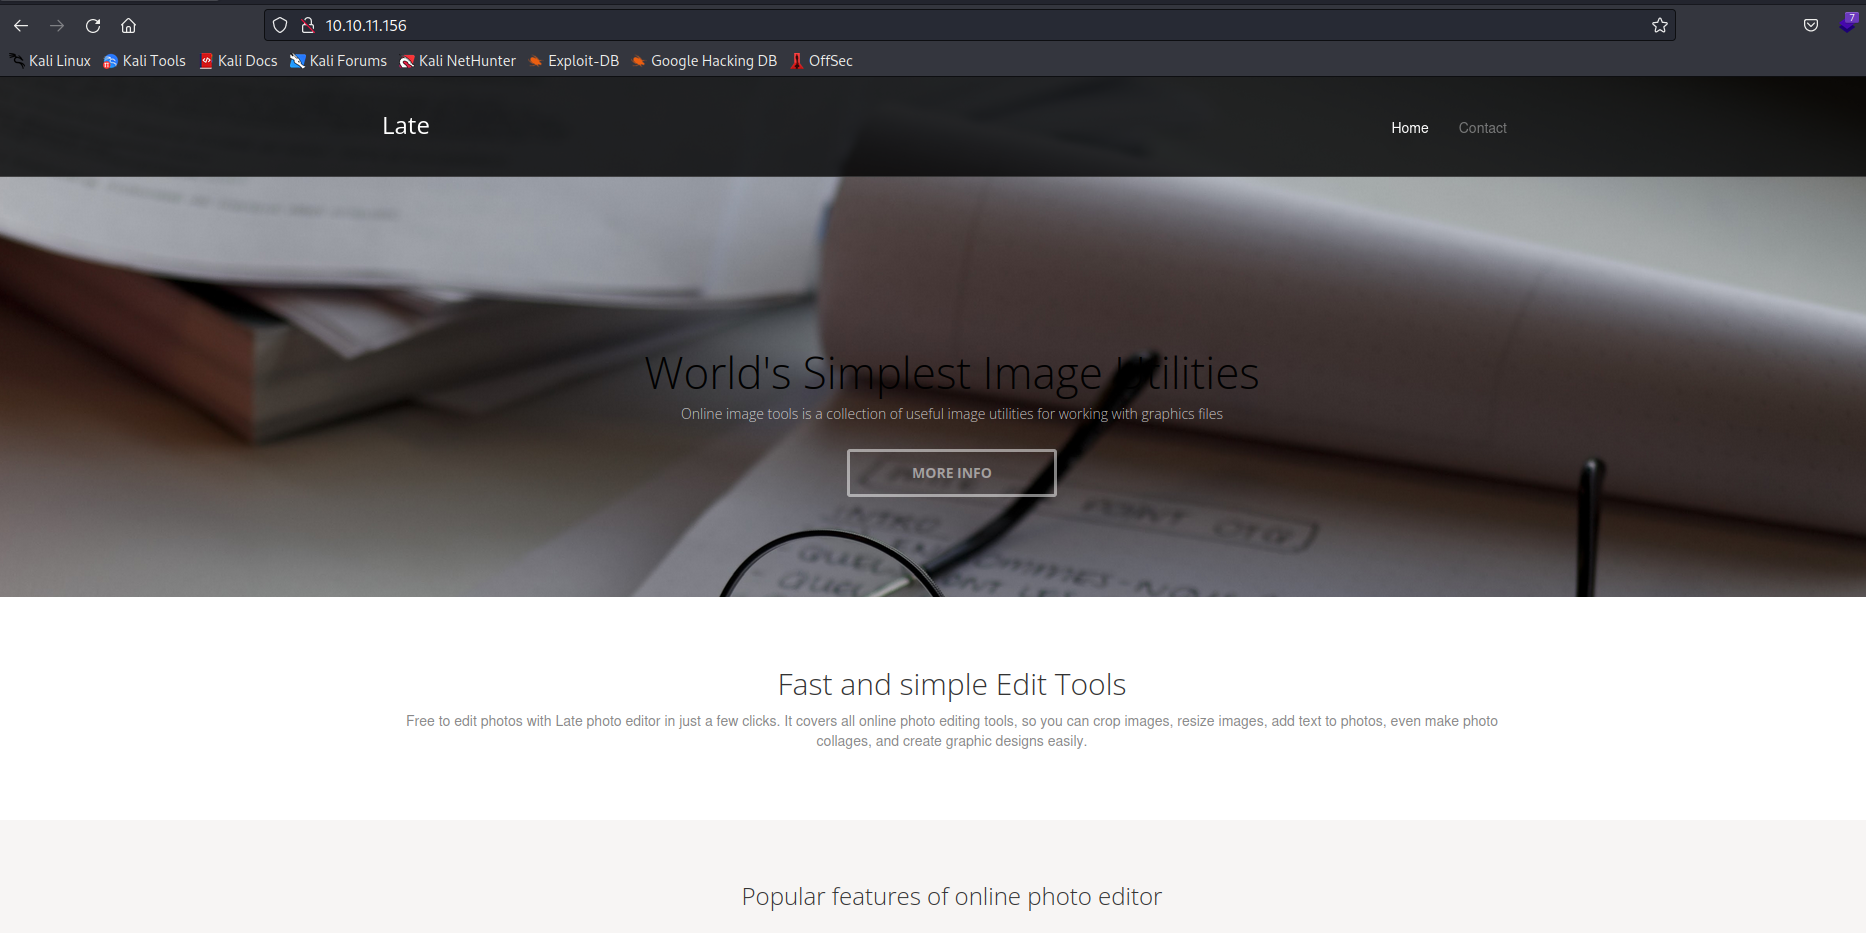 10.10.11.156
7
Kali Linux Kali Tools Kali Docs Kali Forums Kali NetHunter Exploit-DB Google Hacking DB OffSec
Late Home Contact
World's Simplest Image Utilities
Online image tools is a collection of useful image utilities for working with graphics files
MORE INFO
POINT
INTRO
Fast and simple Edit Tools
Free to edit photos with Late photo editor in just a few clicks. It covers all online photo editing tools, so you can crop images, resize images, add text to photos, even make photo
collages, and create graphic designs easily.
Popular features of online photo editor